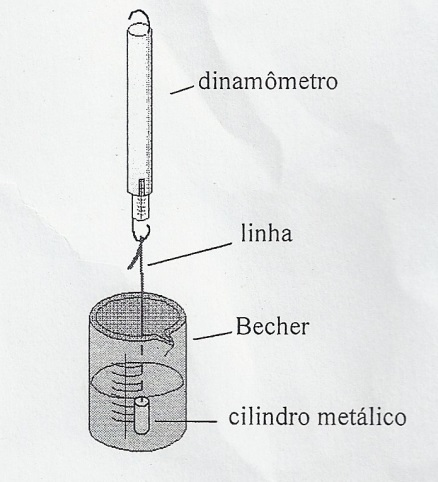 dinamômetro
linha
Becher
cilindro metálico